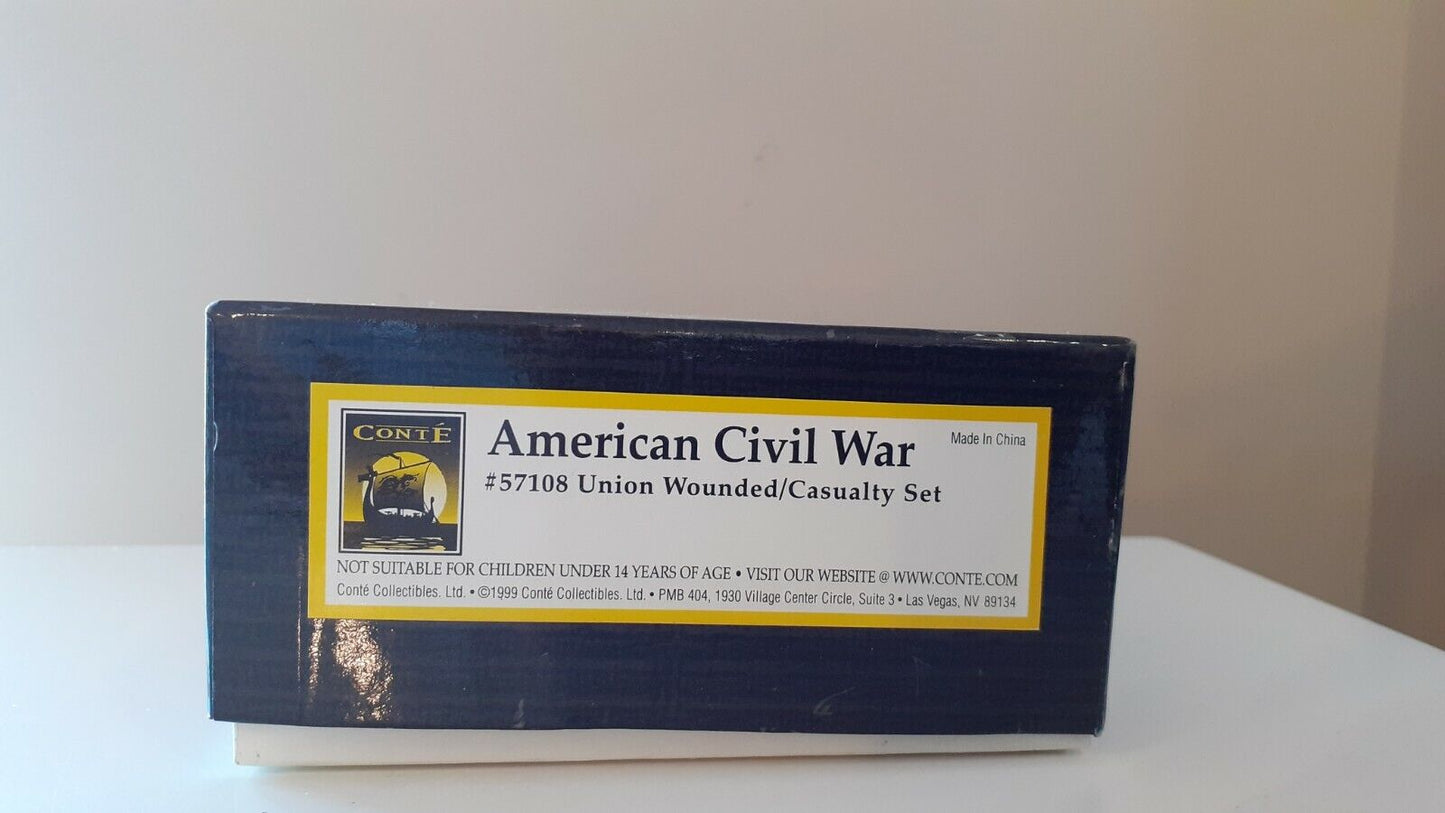 CONTÉ
American Civil War
Made In China
#57108 Union Wounded/Casualty Set
NOT SUITABLE FOR CHILDREN UNDER 14 YEARS OF AGE • VISIT OUR WEBSITE @ WWW.CONTE.COM
Conté Collectibles. Ltd. • ©1999 Conté Collectibles. Ltd. • PMB 404, 1930 Village Center Circle, Suite 3 • Las Vegas, NV 89134